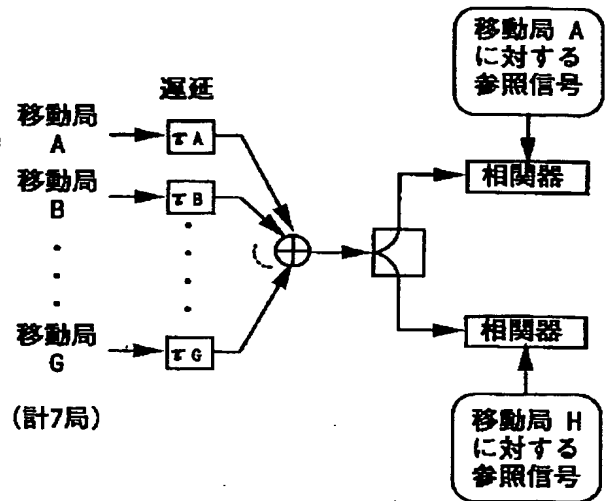 移動局 A
に対する
参照信号
遅延
移動局
A
τA
相関器
移動局
B
τB
移動局
G
τG
相関器
(計7局)
移動局 H
に対する
参照信号